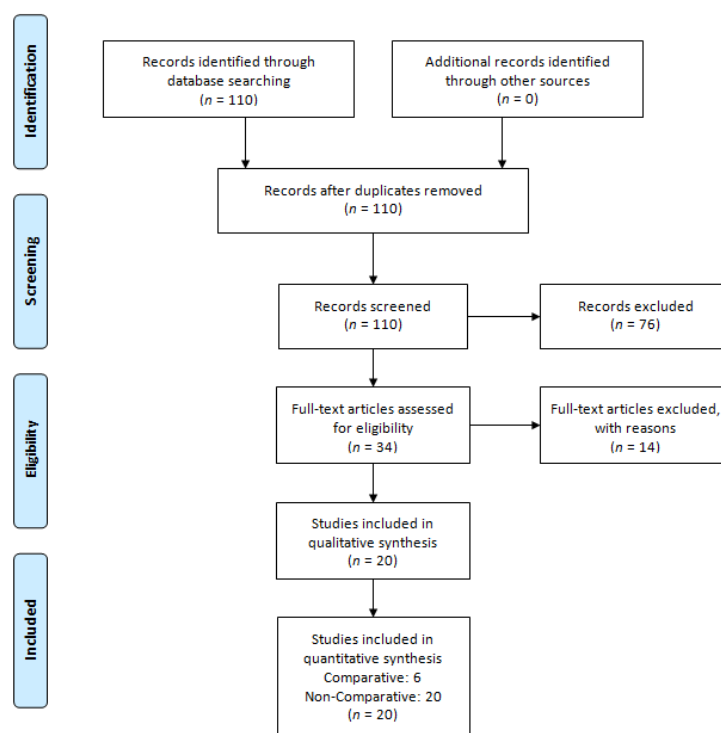 Identification
Records identified through
database searching
(n = 110)
Additional records identified
through other sources
(n = 0)
Records after duplicates removed
(n = 110)
Screening
Records screened
(n = 110)
Records excluded
(n = 76)
Eligibility
Full-text articles assessed
for eligibility
(n = 34)
Full-text articles excluded,
with reasons
(n = 14)
Studies included in
qualitative synthesis
(n = 20)
Included
Studies included in
quantitative synthesis
Comparative: 6
Non-Comparative: 20
(n = 20)